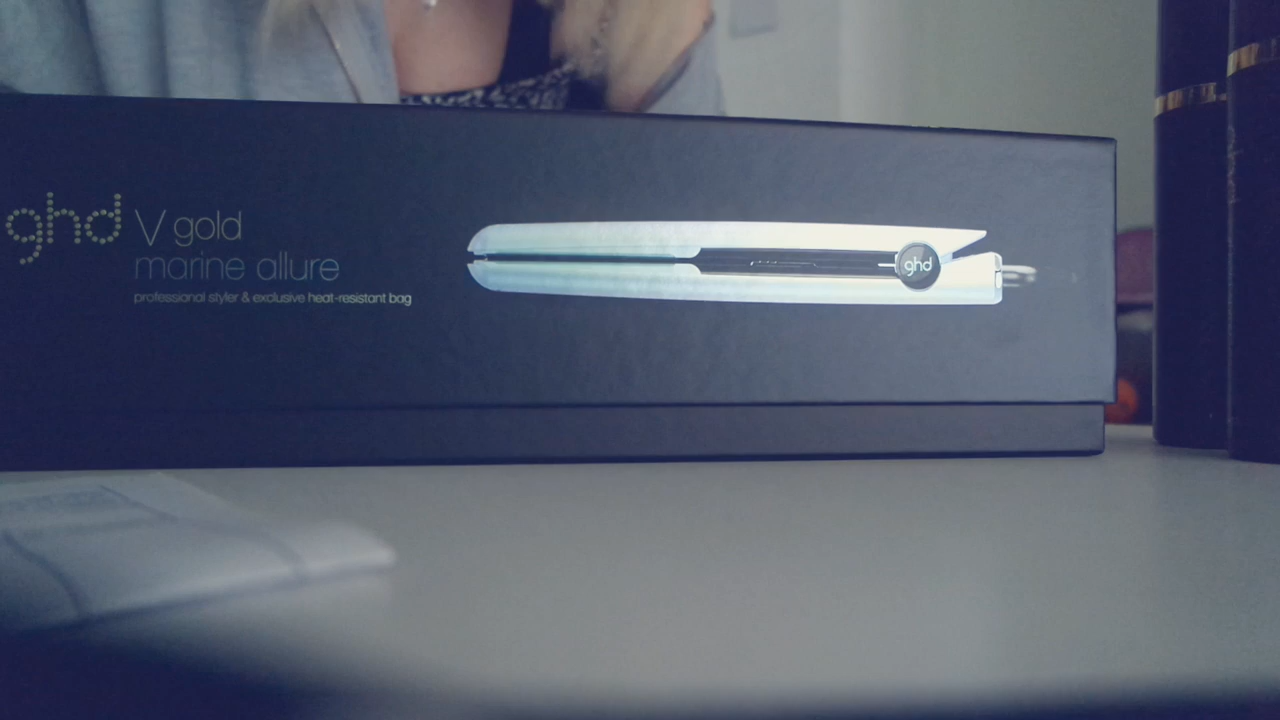 ghd
V gold
marine allure
professional styler & exclusive heat-resistant bag
ghd